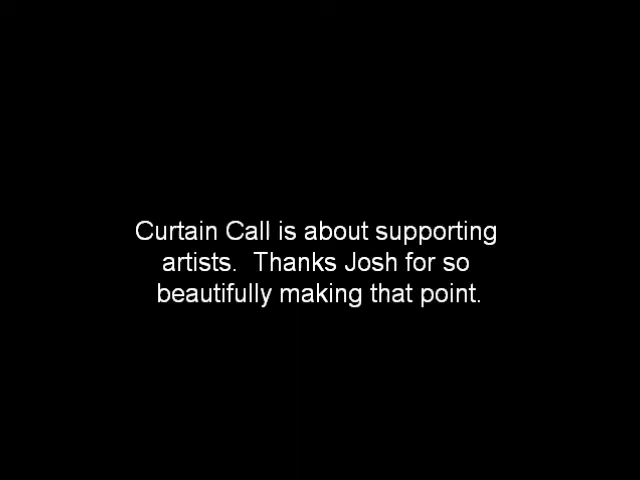 Curtain Call is about supporting
artists.  Thanks Josh for so
beautifully making that point.